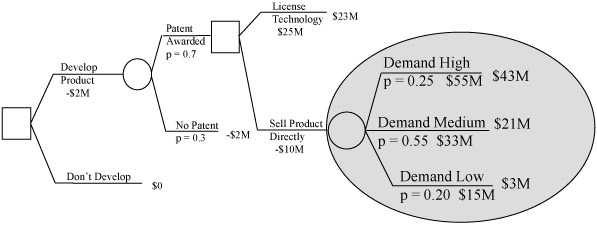 License
Technology
$25M
$23M
Patent
Awarded
p = 0.7
Develop
Product
-$2M
Demand High
p = 0.25 $55M
$43M
No Patent
p = 0.3
-$2M
Sell Product
Directly
-$10M
Demand Medium
p = 0.55 $33M
$21M
Don't Develop
$0
Demand Low
p = 0.20 $15M
$3M